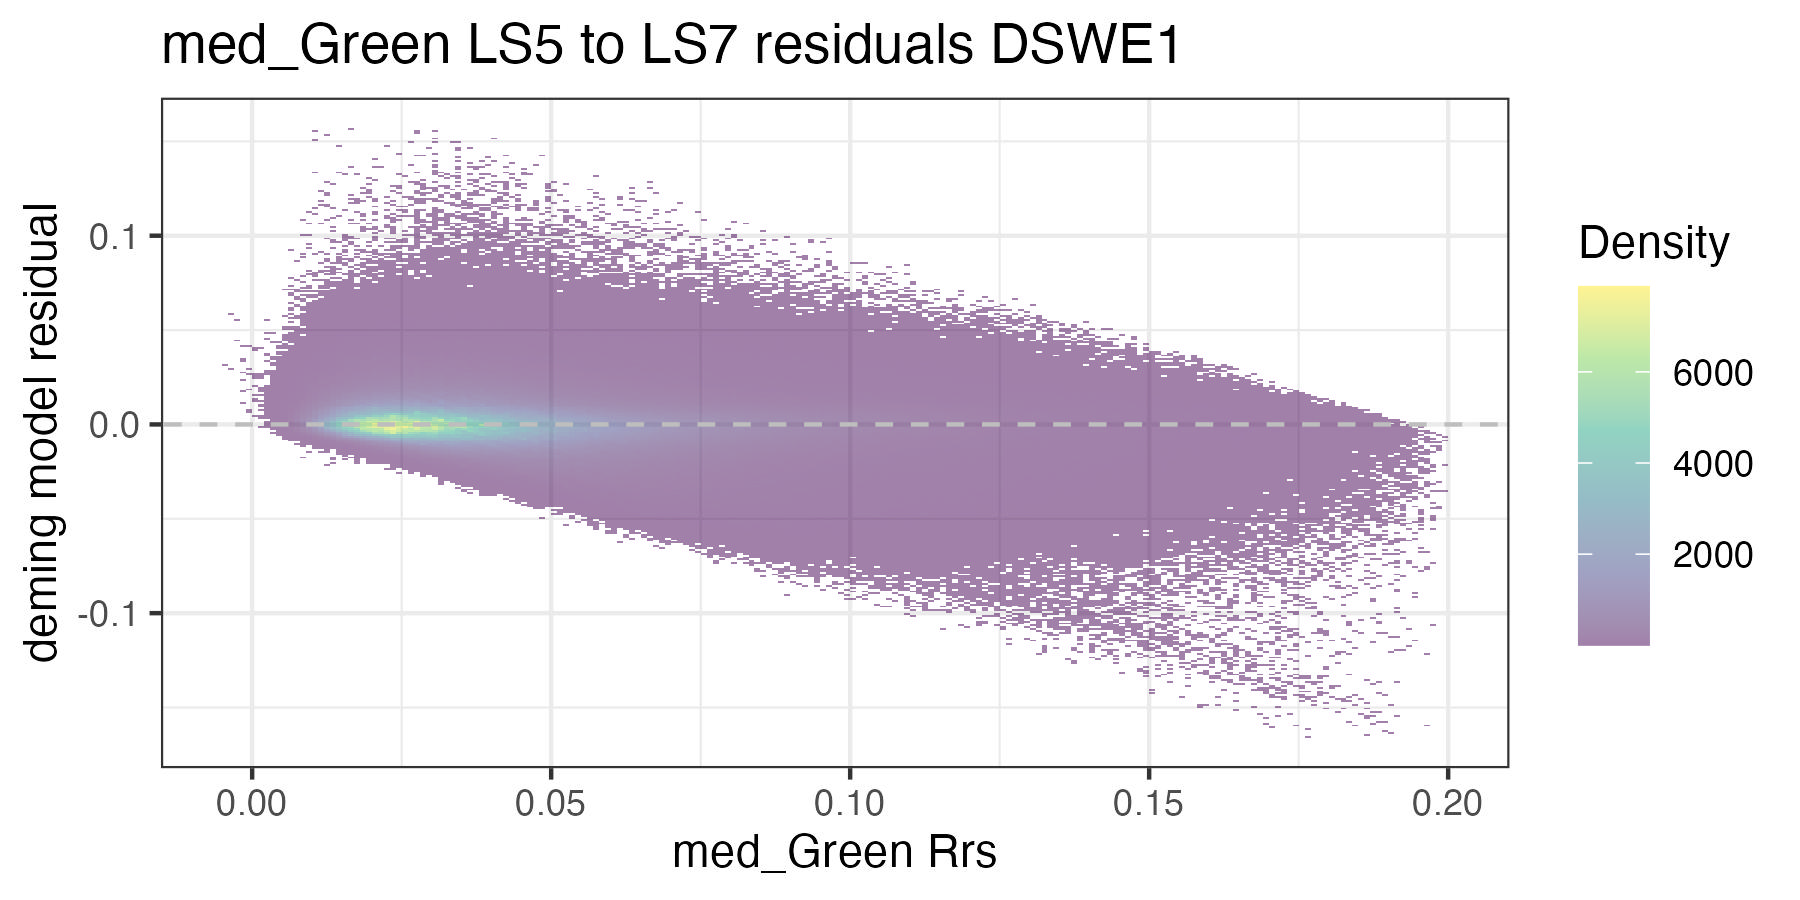 med_Green LS5 to LS7 residuals DSWE1
deming model residual
0.1
0.0
-0.1
0.00
0.05
0.10
0.15
0.20
med_Green Rrs
Density
6000
4000
2000